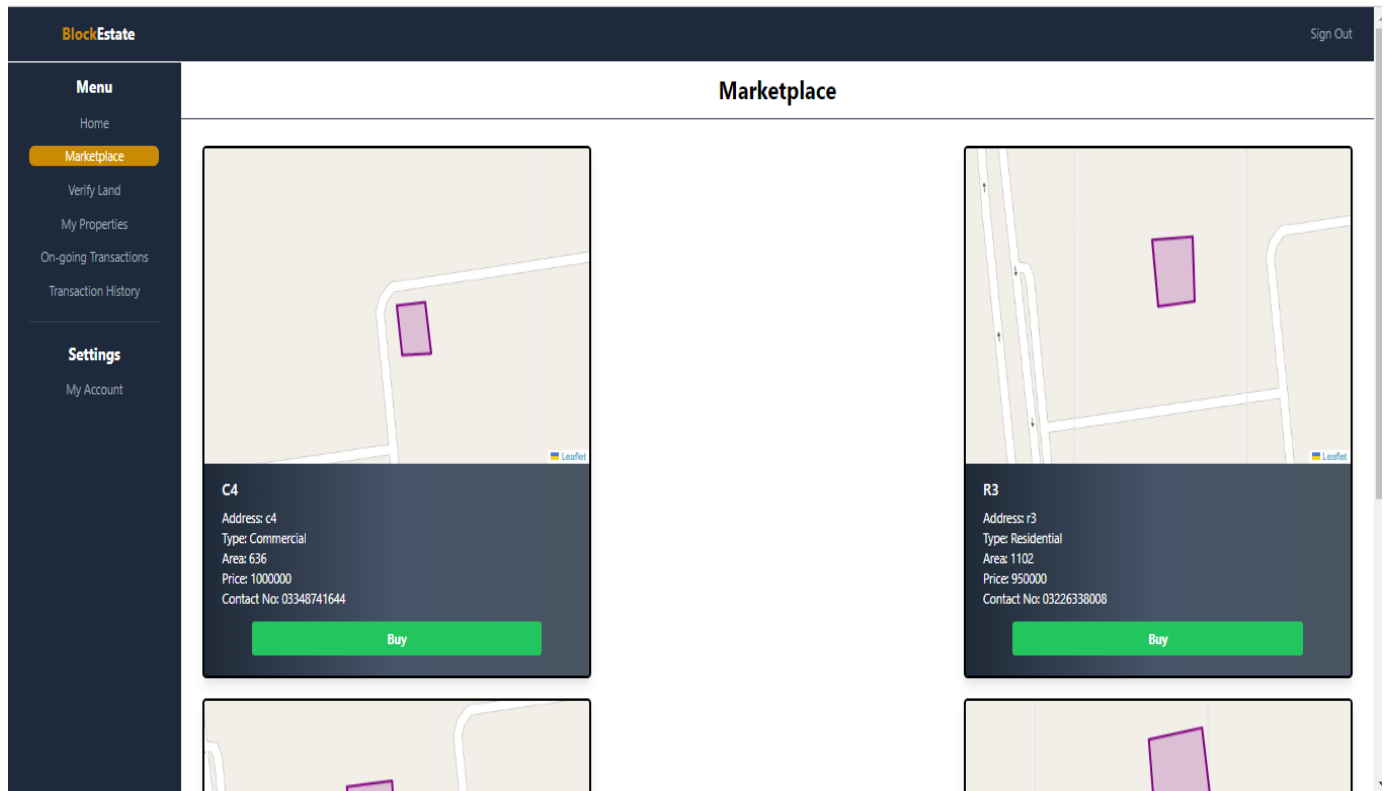 BlockEstate
Sign Out
Menu
Home
Marketplace
Verify Land
My Properties
On-going Transactions
Transaction History
Settings
My Account
Marketplace
Leaflet
C4
Address: c4
Type: Commercial
Area: 636
Price: 1000000
Contact No: 03348741644
Buy
Leaflet
R3
Address: r3
Type: Residential
Area: 1102
Price: 950000
Contact No: 03226338008
Buy